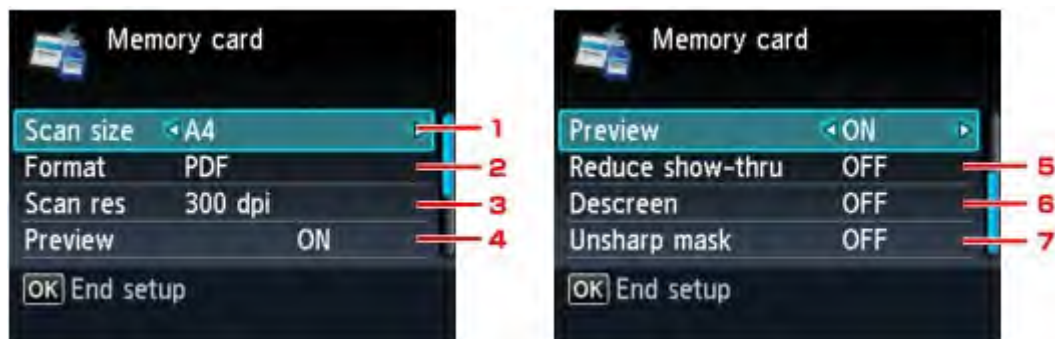 Memory card
Scan size A4 1
Format PDF 2
Scan res 300 dpi 3
Preview ON 4
OK End setup
Memory card
Preview ON
Reduce show-thru OFF 5
Descreen OFF 6
Unsharp mask OFF 7
OK End setup